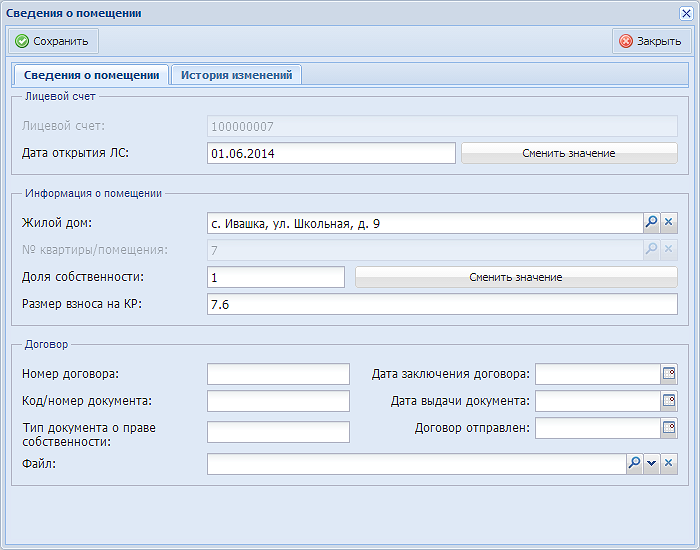 Сведения о помещении
Сохранить Закрыть
Сведения о помещении История изменений
Лицевой счет
Лицевой счет: 100000007
Дата открытия ЛС: 01.06.2014 Сменить значение
Информация о помещении
Жилой дом: с. Ивашка, ул. Школьная, д. 9
№ квартиры/помещения: 7
Доля собственности: 1 Сменить значение
Размер взноса на КР: 7.6
Договор
Номер договора: Дата заключения договора:
Код/номер документа: Дата выдачи документа:
Тип документа о праве Договор отправлен:
собственности:
Файл: